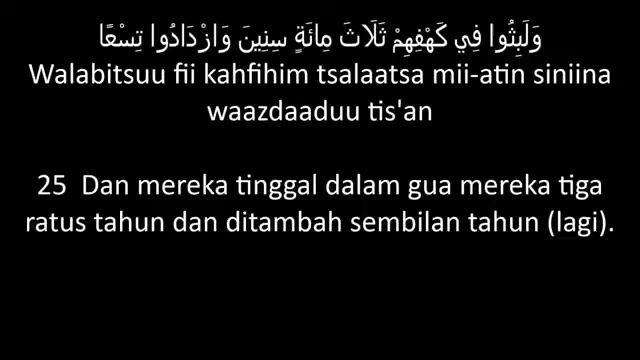 وَلَبِثُوا فِي كَهْفِهِمْ ثَلَاثَ مِائَةٍ سِنِينَ وَازْدَادُوا تِسْعًا
Walabitsuu fii kahfihim tsalaatsa mii-atin siniina
waazdaaduu tis'an
25 Dan mereka tinggal dalam gua mereka tiga
ratus tahun dan ditambah sembilan tahun (lagi).